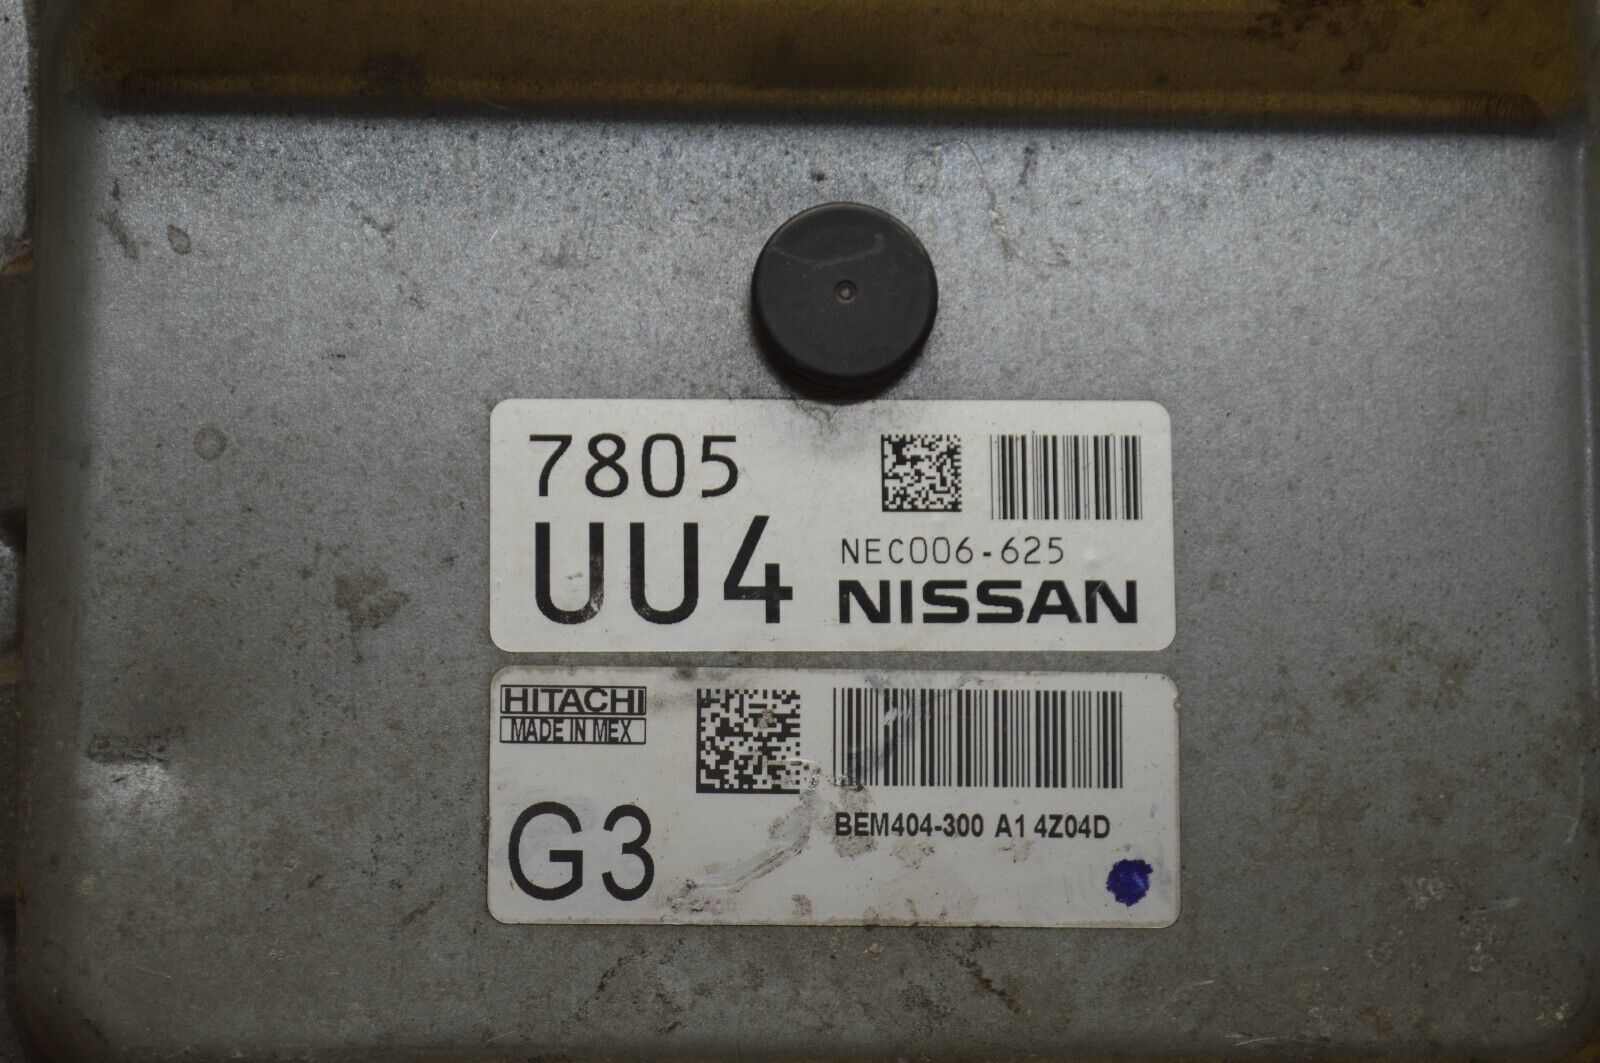 7805
UU4
NEC006-625
NISSAN
HITACHI
MADE IN MEX
G3
BEM404-300 A1 4Z04D